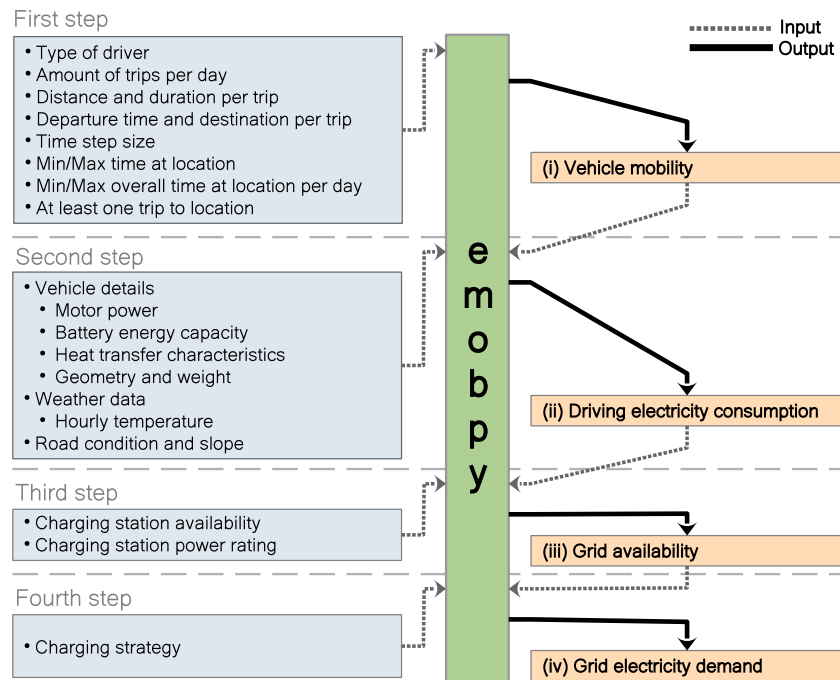 First step
• Type of driver
• Amount of trips per day
• Distance and duration per trip
• Departure time and destination per trip
• Time step size
• Min/Max time at location
• Min/Max overall time at location per day
• At least one trip to location
Input
Output
(i) Vehicle mobility
Second step
• Vehicle details
• Motor power
• Battery energy capacity
• Heat transfer characteristics
• Geometry and weight
• Weather data
• Hourly temperature
• Road condition and slope
emobpy
(ii) Driving electricity consumption
Third step
• Charging station availability
• Charging station power rating
(iii) Grid availability
Fourth step
• Charging strategy
(iv) Grid electricity demand